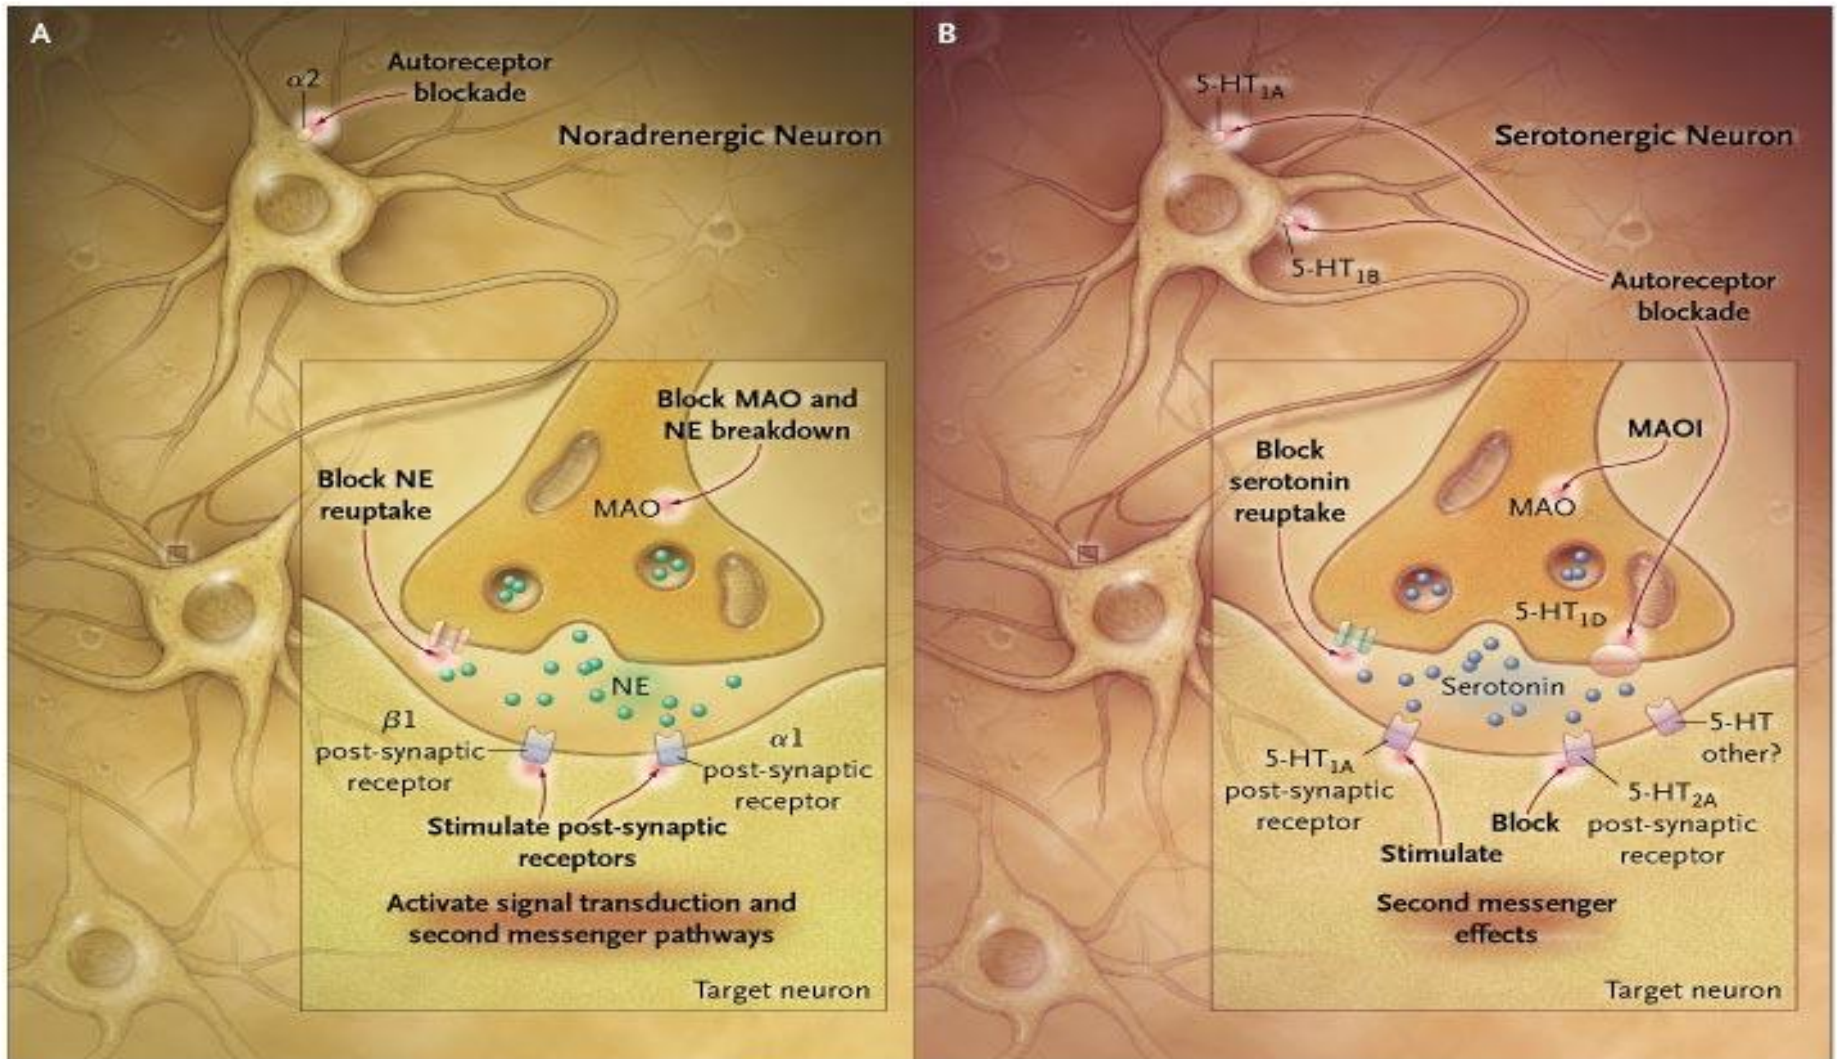 A
α2
Autoreceptor
blockade
Noradrenergic Neuron
Block MAO and
NE breakdown
Block NE
reuptake
MAO
NE
β1
post-synaptic
receptor
α1
post-synaptic
receptor
Stimulate post-synaptic
receptors
Activate signal transduction and
second messenger pathways
Target neuron
B
5-HT1A
Serotonergic Neuron
5-HT1B
Autoreceptor
blockade
MAOI
Block
serotonin
reuptake
MAO
5-HT1D
Serotonin
5-HT
other?
5-HT1A
post-synaptic
receptor
5-HT2A
post-synaptic
receptor
Block
Stimulate
Second messenger
effects
Target neuron